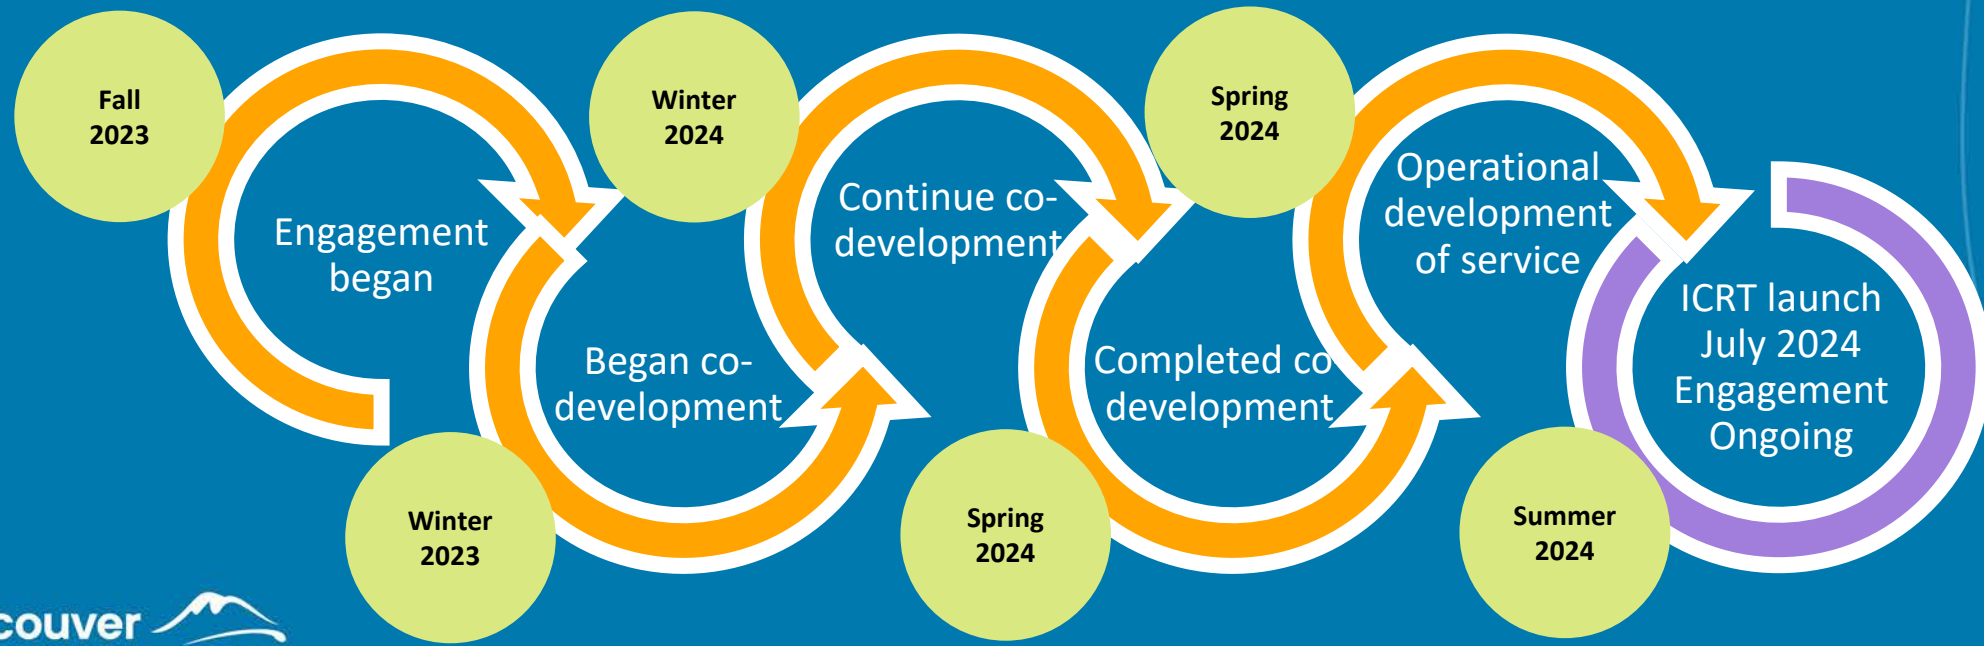 Fall
2023
Engagement
began
Winter
2023
Began co-
development
Winter
2024
Continue co-
development
Spring
2024
Completed co
development
Spring
2024
Operational
development
of service
Summer
2024
ICRT launch
July 2024
Engagement
Ongoing
couver